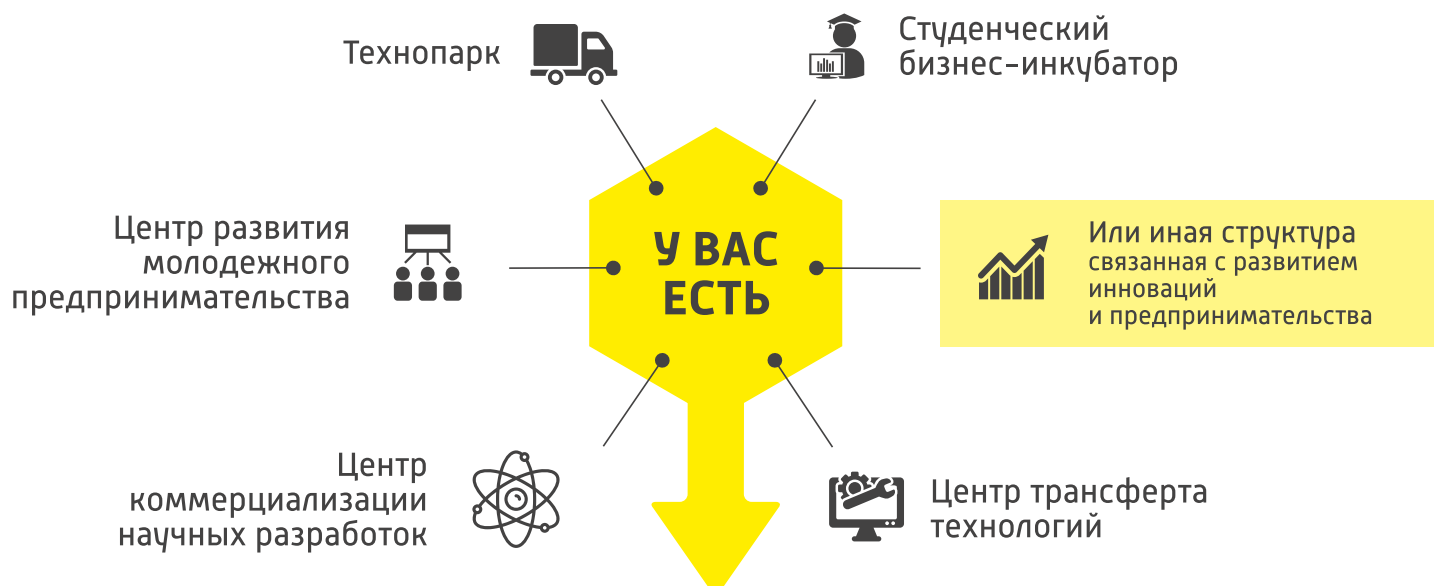 Технопарк
Студенческий
бизнес-инкубатор
Центр развития
молодежного
предпринимательства
У ВАС
ЕСТЬ
Или иная структура
связанная с развитием
инноваций
и предпринимательства
Центр
коммерциализации
научных разработок
Центр трансферта
технологий